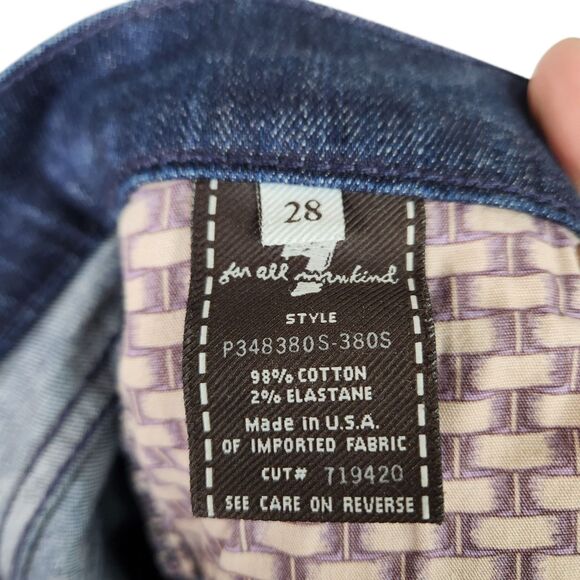 28
7
for all mankind
STYLE
P348380S-380S
98% COTTON
2% ELASTANE
Made in U.S.A.
OF IMPORTED FABRIC
CUT# 719420
SEE CARE ON REVERSE